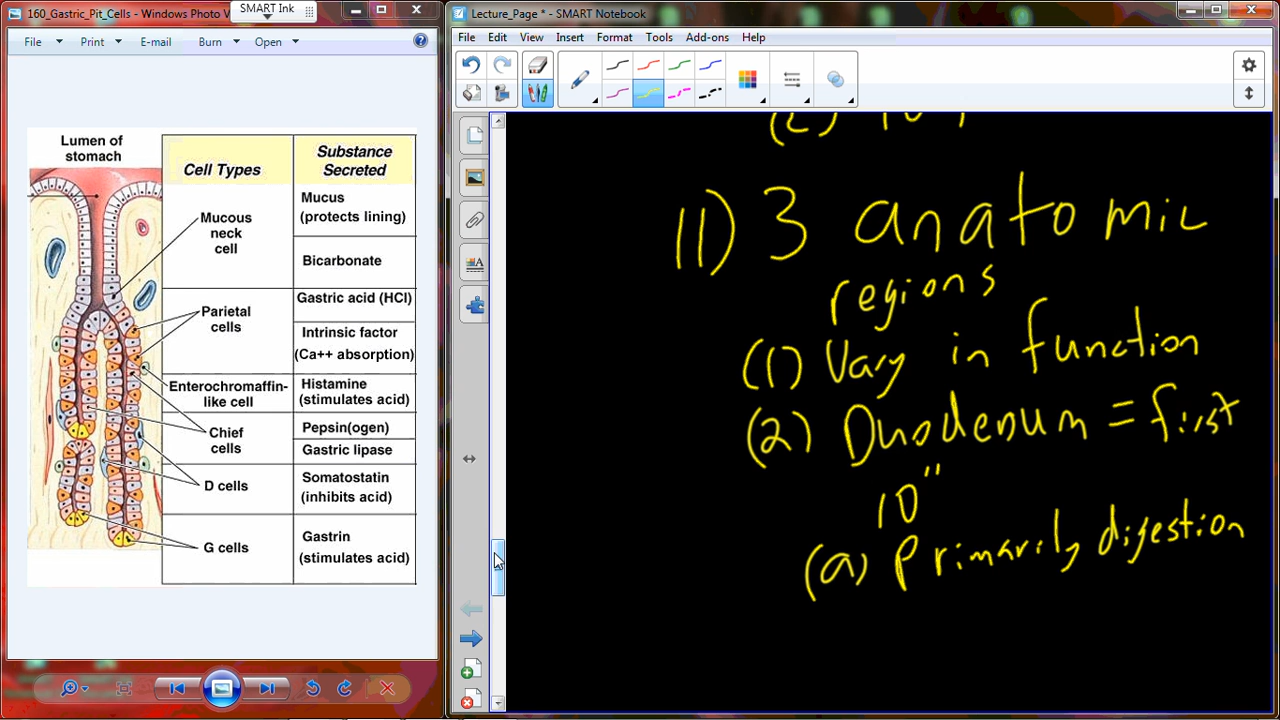 160_Gastric_Pit_Cells - Windows Photo V
SMART Ink
File Print E-mail Burn Open
Lumen of
stomach
Cell Types
Substance
Secreted
Mucous
neck
cell
Mucus
(protects lining)
Bicarbonate
Parietal
cells
Gastric acid (HCl)
Intrinsic factor
(Ca++ absorption)
Enterochromaffin-
like cell
Histamine
(stimulates acid)
Chief
cells
Pepsin(ogen)
Gastric lipase
D cells
Somatostatin
(inhibits acid)
G cells
Gastrin
(stimulates acid)
Lecture_Page * - SMART Notebook
File Edit View Insert Format Tools Add-ons Help
11) 3 anatomic
regions
(1) Vary in function
(2) Duodenum = first
10"
(a) Primarily digestion